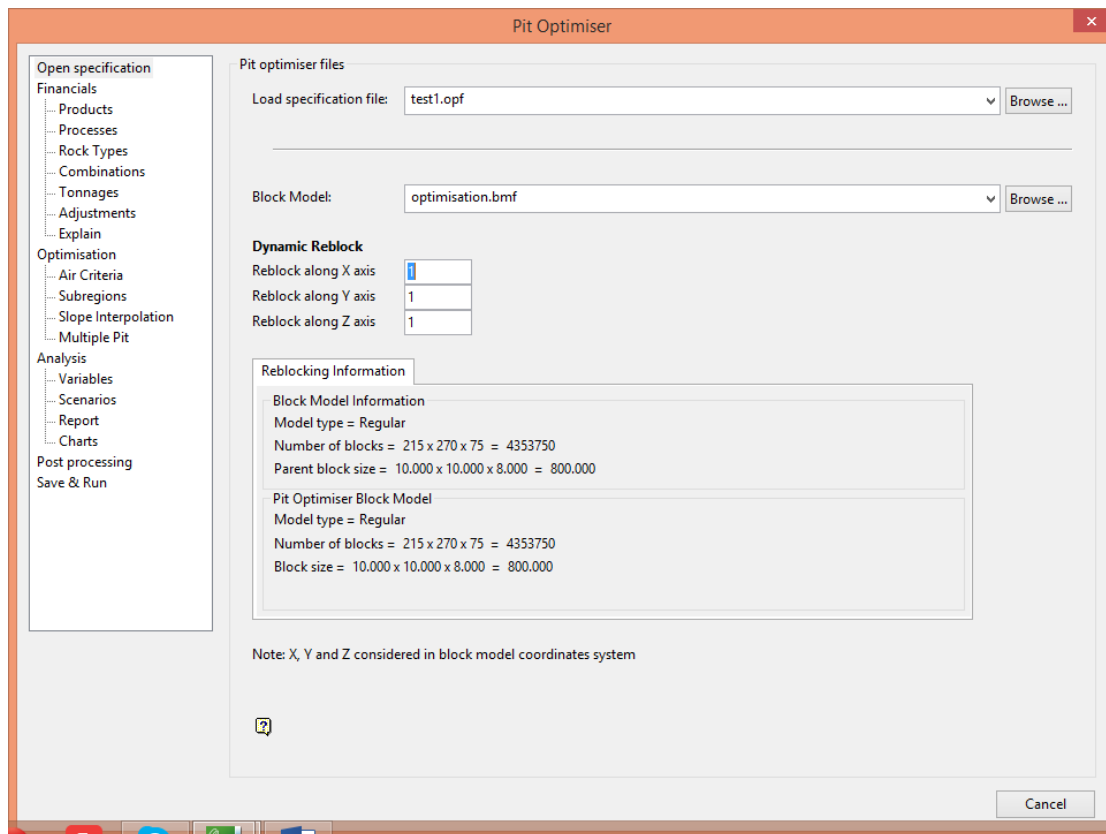 Pit Optimiser
Open specification
Financials
Products
Processes
Rock Types
Combinations
Tonnages
Adjustments
Explain
Optimisation
Air Criteria
Subregions
Slope Interpolation
Multiple Pit
Analysis
Variables
Scenarios
Report
Charts
Post processing
Save & Run
Pit optimiser files
Load specification file: test1.opf Browse ...
Block Model: optimisation.bmf Browse ...
Dynamic Reblock
Reblock along X axis 1
Reblock along Y axis 1
Reblock along Z axis 1
Reblocking Information
Block Model Information
Model type = Regular
Number of blocks = 215 x 270 x 75 = 4353750
Parent block size = 10.000 x 10.000 x 8.000 = 800.000
Pit Optimiser Block Model
Model type = Regular
Number of blocks = 215 x 270 x 75 = 4353750
Block size = 10.000 x 10.000 x 8.000 = 800.000
Note: X, Y and Z considered in block model coordinates system
?
Cancel